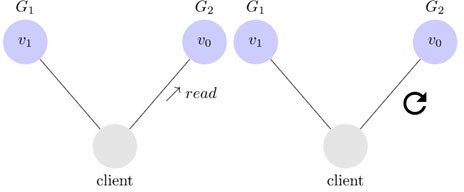 G₁ G₂ G₁ G₂
v₁ v₀ v₁ v₀
↗ read
client client